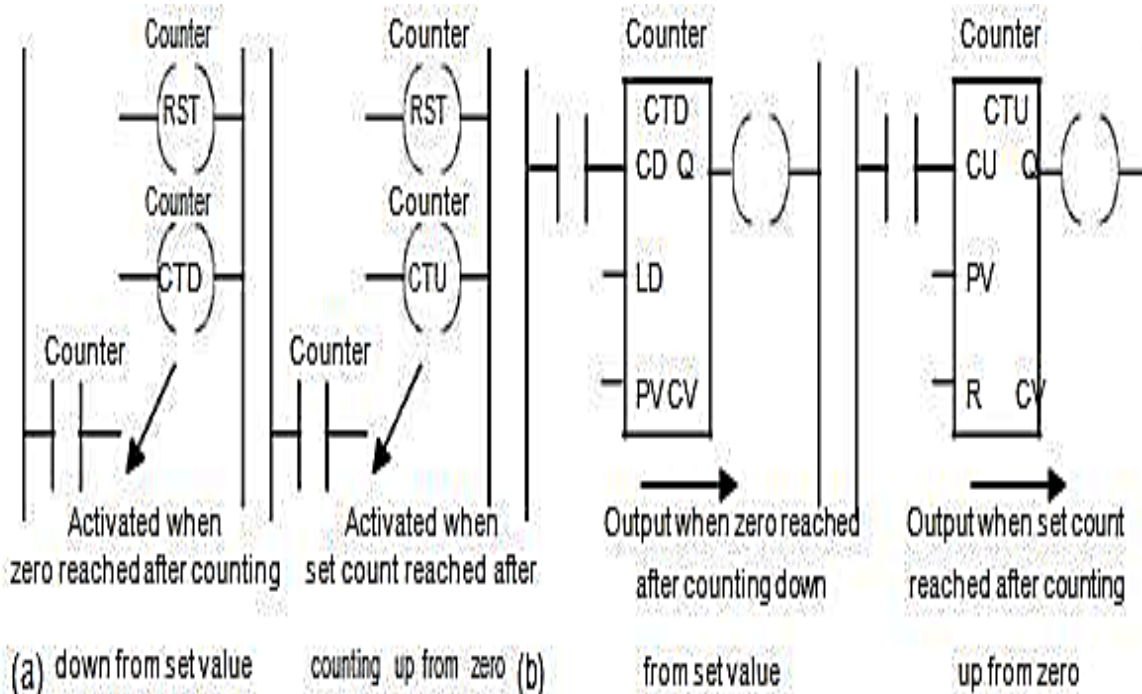 Counter
RST
Counter
CTD
Counter
Activated when
zero reached after counting
(a) down from set value
Counter
RST
Counter
CTU
Counter
Activated when
set count reached after
counting up from zero
(b)
Counter
CTD
CD Q
LD
PV CV
Output when zero reached
after counting down
from set value
Counter
CTU
CU Q
PV
R CV
Output when set count
reached after counting
up from zero